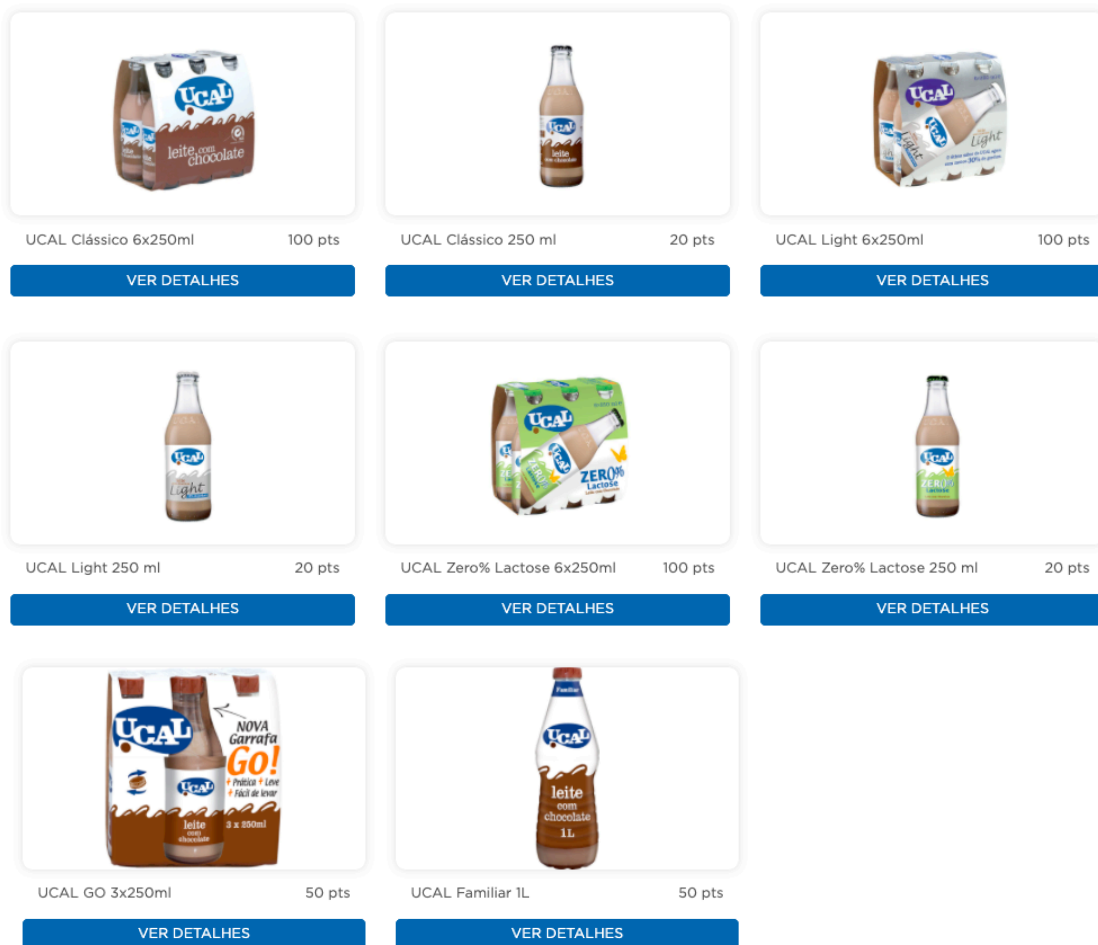 UCAL
leite com
chocolate
UCAL
leite
com chocolate
UCAL
UCAL
Light
30%
UCAL Clássico 6x250ml 100 pts
UCAL Clássico 250 ml 20 pts
UCAL Light 6x250ml 100 pts
VER DETALHES
VER DETALHES
VER DETALHES
UCAL
Light
UCAL
ZERO%
Lactose
UCAL
ZERO%
Lactose
UCAL Light 250 ml 20 pts
UCAL Zero% Lactose 6x250ml 100 pts
UCAL Zero% Lactose 250 ml 20 pts
VER DETALHES
VER DETALHES
VER DETALHES
UCAL
NOVA
Garrafa
GO!
+ Prática + Leve
+ Fácil de levar
UCAL
leite
com
chocolate
3 x 250ml
Familiar
UCAL
leite
com
chocolate
1L
UCAL GO 3x250ml 50 pts
UCAL Familiar 1L 50 pts
VER DETALHES
VER DETALHES